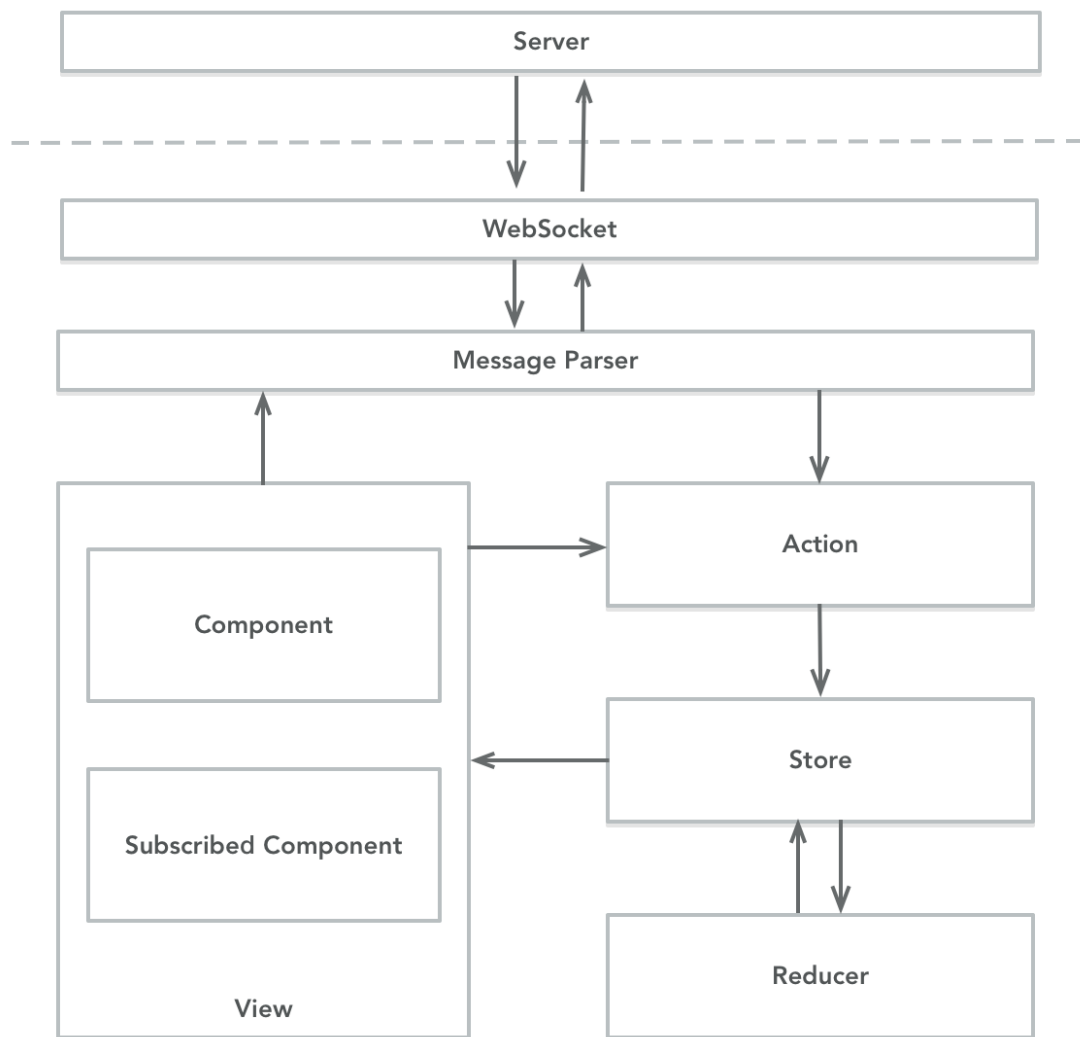 Server
WebSocket
Message Parser
Action
Component
Store
Subscribed Component
Reducer
View